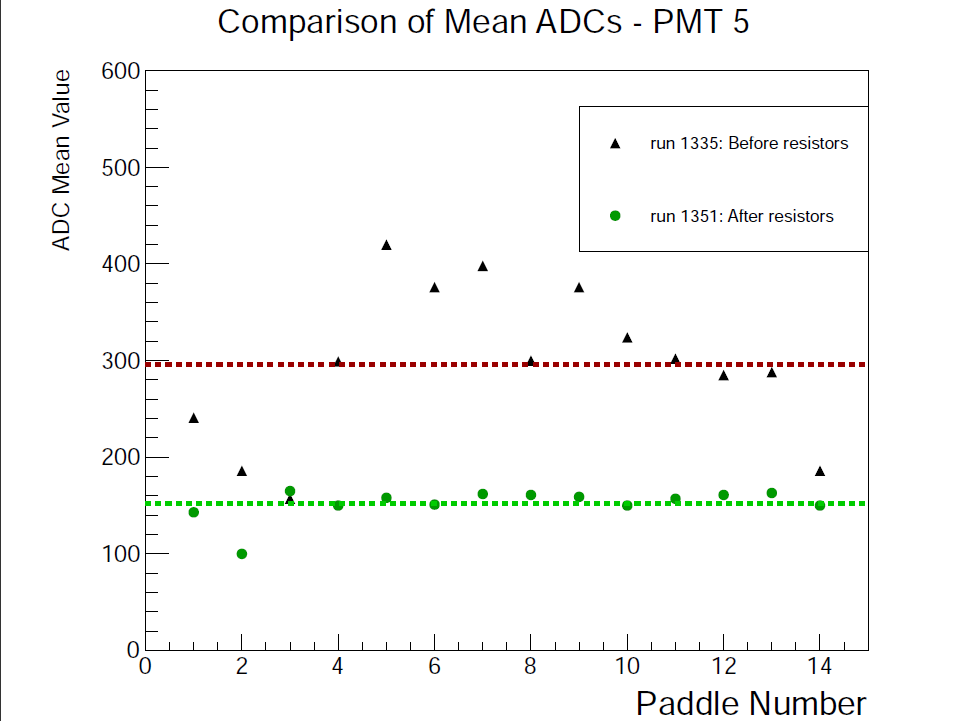 Comparison of Mean ADCs - PMT 5
ADC Mean Value
600
500
400
300
200
100
0
run 1335: Before resistors
run 1351: After resistors
0 2 4 6 8 10 12 14
Paddle Number